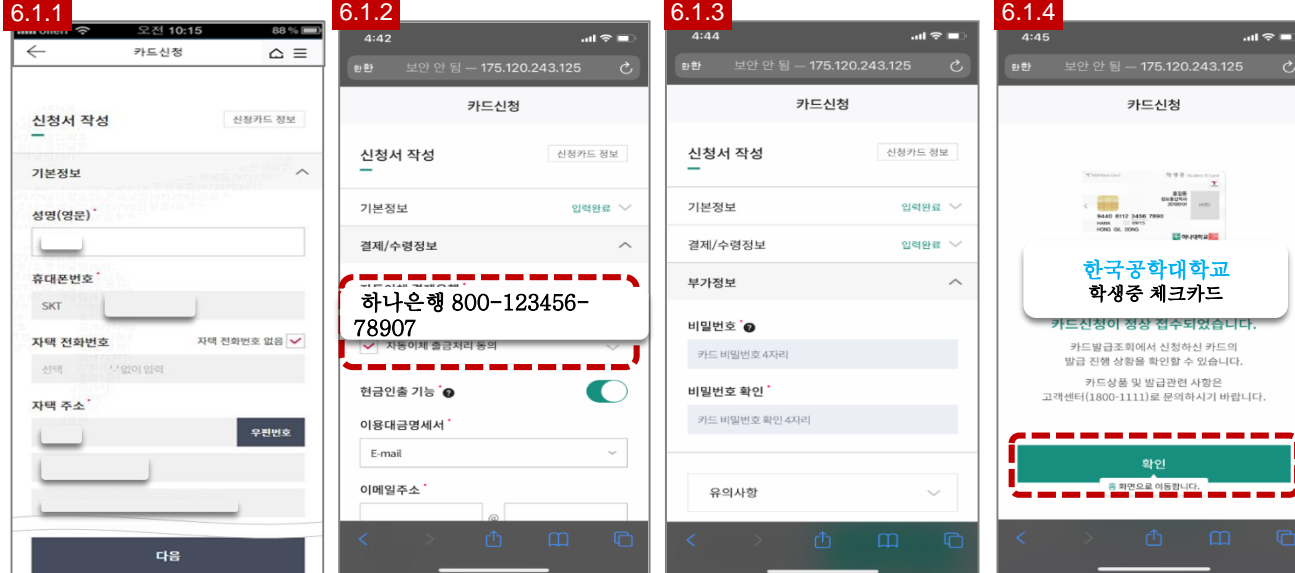 6.1.1
오전 10:15
88%
카드신청
신청서 작성
신청카드 정보
기본정보
성명(영문)*
휴대폰번호*
SKT
자택 전화번호
자택 전화번호 없음
선택
없이 입력
자택 주소*
우편번호
다음
6.1.2
4:42
보안 안 됨 — 175.120.243.125
카드신청
신청서 작성
신청카드 정보
기본정보
입력완료
결제/수령정보
하나은행 800-123456-
78907
자동이체 출금처리 동의
현금인출 기능*
이용대금명세서*
E-mail
이메일주소*
@
6.1.3
4:44
보안 안 됨 — 175.120.243.125
카드신청
신청서 작성
신청카드 정보
기본정보
입력완료
결제/수령정보
입력완료
부가정보
비밀번호*
카드 비밀번호 4자리
비밀번호 확인*
카드 비밀번호 확인 4자리
유의사항
6.1.4
4:45
보안 안 됨 — 175.120.243.125
카드신청
학생증 Student ID Card
홍길동
9440 8112 3456 7890
HONG GIL DONG
하나대학교
한국공학대학교
학생증 체크카드
카드신청이 정상 접수되었습니다.
카드발급조회에서 신청하신 카드의
발급 진행 상황을 확인할 수 있습니다.
카드상품 및 발급관련 사항은
고객센터(1800-1111)로 문의하시기 바랍니다.
확인
홈 화면으로 이동합니다.